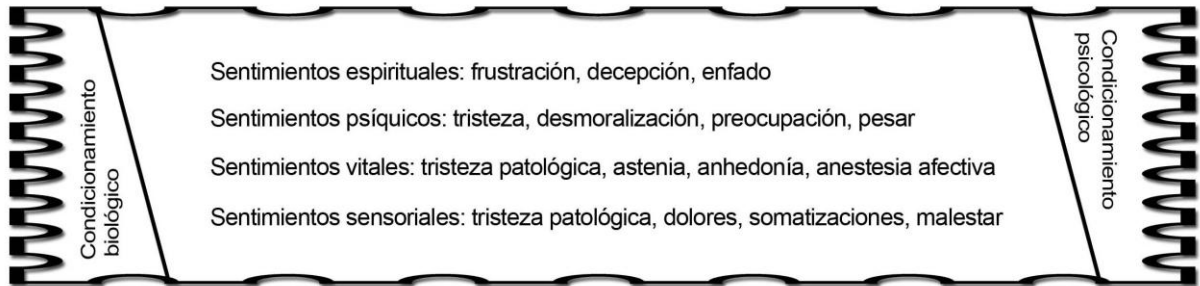 Condicionamiento
biológico
Sentimientos espirituales: frustración, decepción, enfado
Sentimientos psíquicos: tristeza, desmoralización, preocupación, pesar
Sentimientos vitales: tristeza patológica, astenia, anhedonía, anestesia afectiva
Sentimientos sensoriales: tristeza patológica, dolores, somatizaciones, malestar
Condicionamiento
psicológico